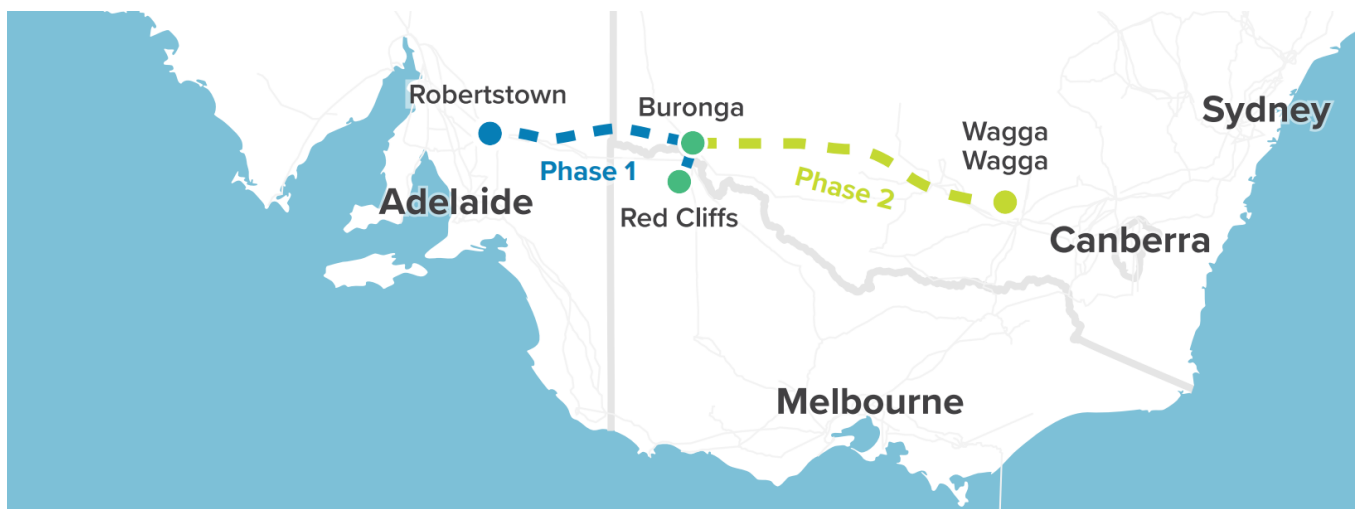 Robertstown
Buronga
Sydney
Wagga
Wagga
Phase 1
Phase 2
Adelaide
Red Cliffs
Canberra
Melbourne